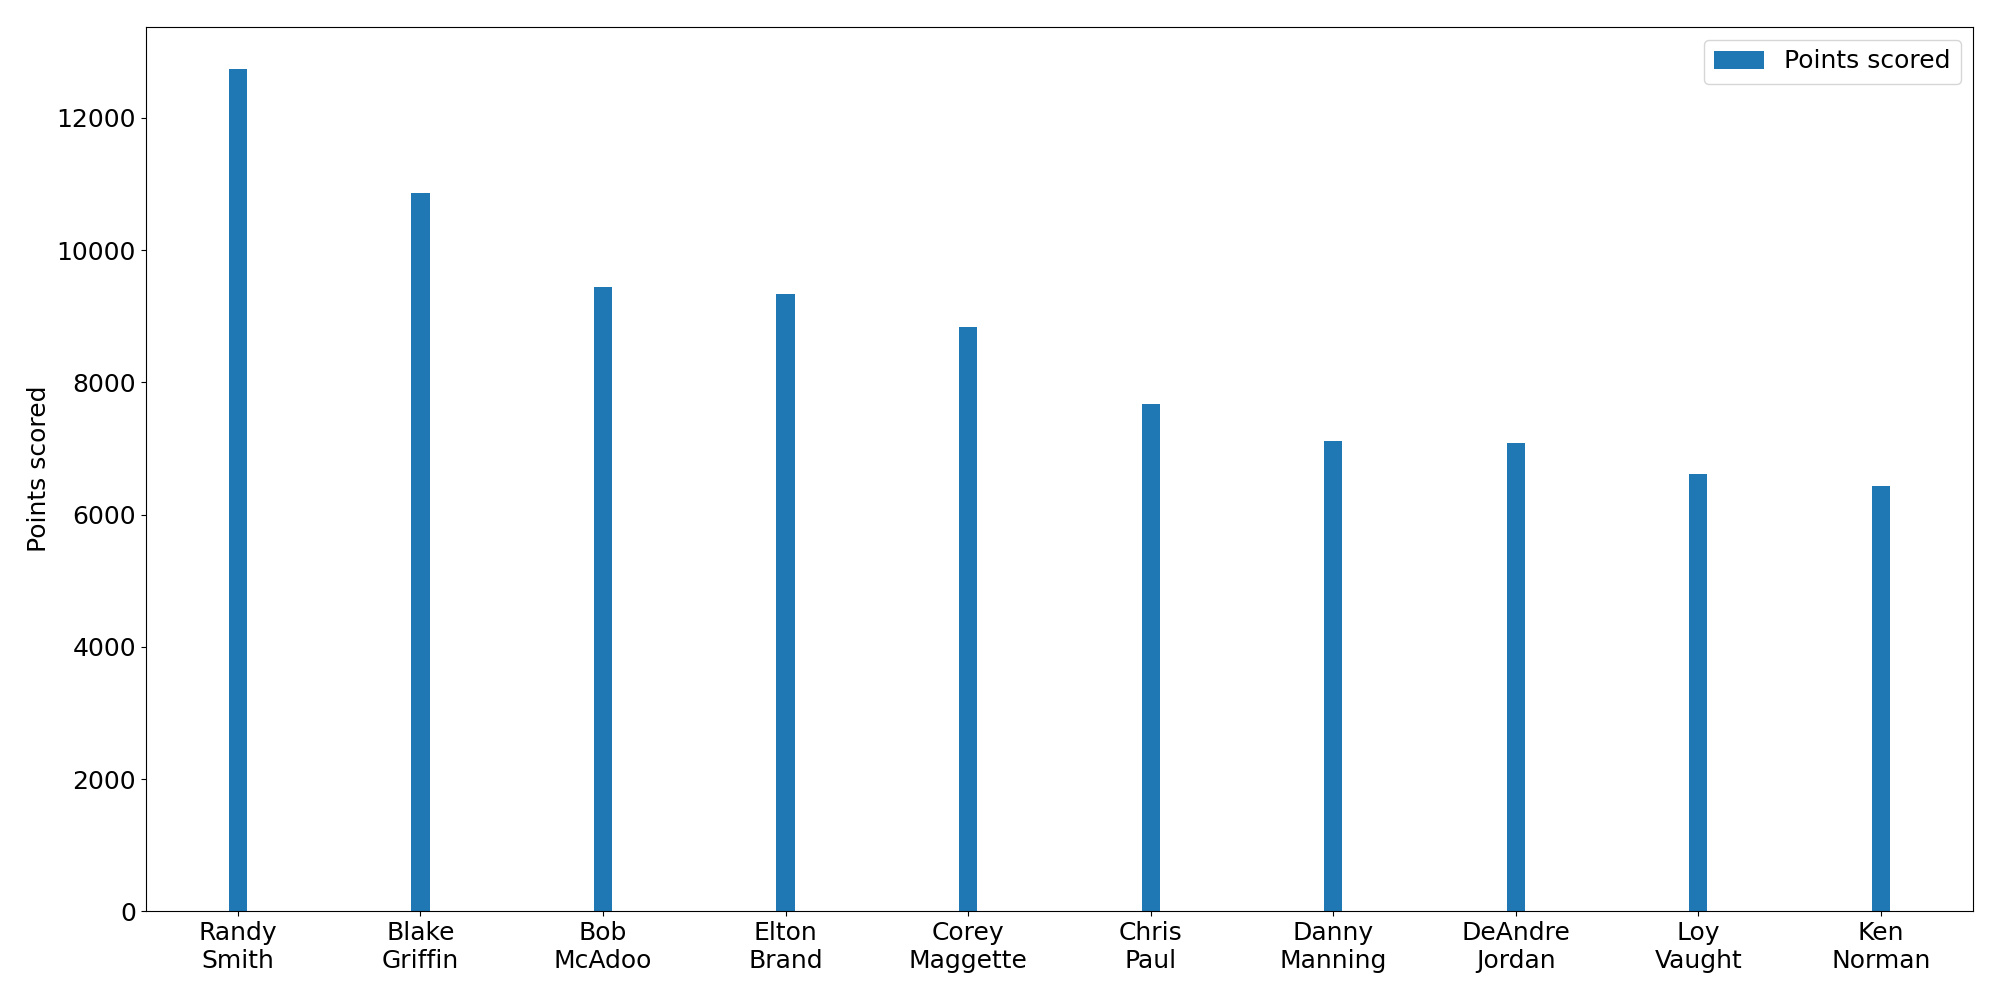 Points scored
12000
10000
8000
6000
4000
2000
0
Points scored
Randy
Smith
Blake
Griffin
Bob
McAdoo
Elton
Brand
Corey
Maggette
Chris
Paul
Danny
Manning
DeAndre
Jordan
Loy
Vaught
Ken
Norman